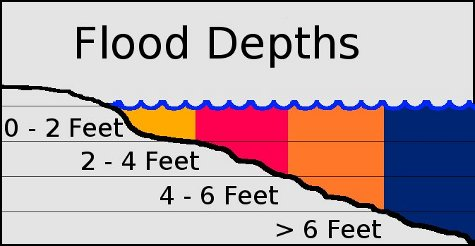 Flood Depths
0 - 2 Feet
2 - 4 Feet
4 - 6 Feet
> 6 Feet